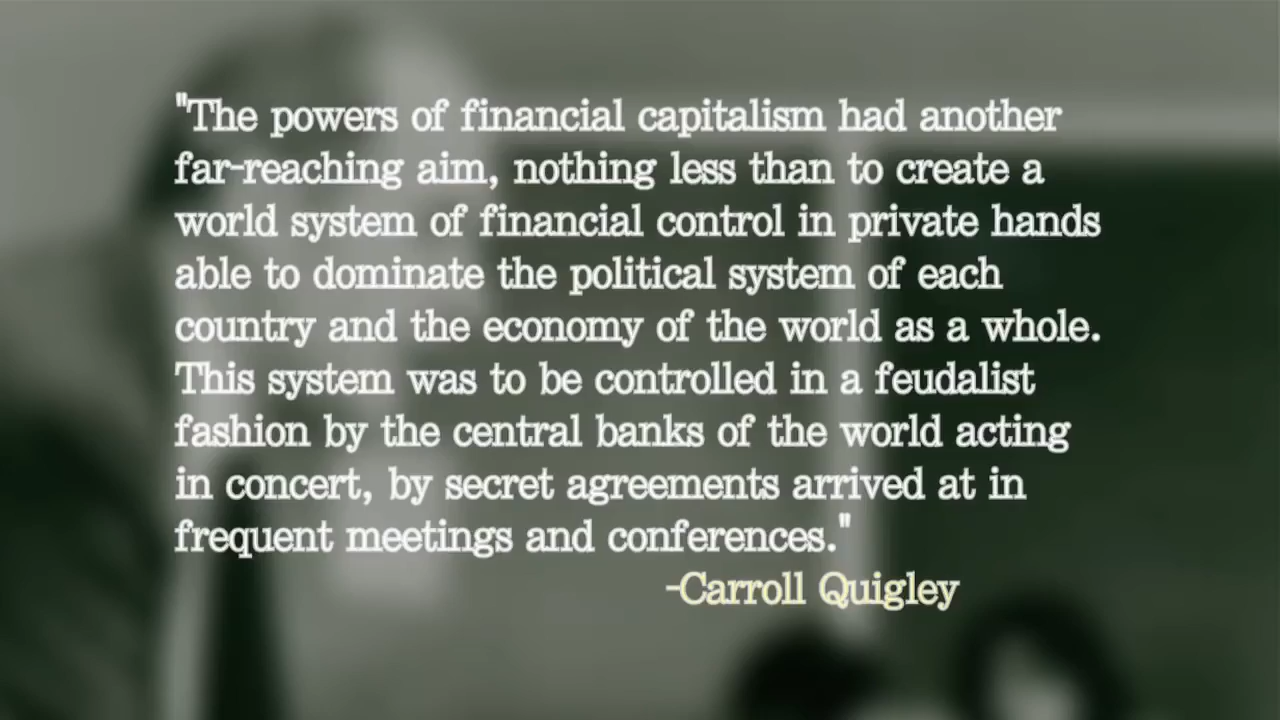 "The powers of financial capitalism had another
far-reaching aim, nothing less than to create a
world system of financial control in private hands
able to dominate the political system of each
country and the economy of the world as a whole.
This system was to be controlled in a feudalist
fashion by the central banks of the world acting
in concert, by secret agreements arrived at in
frequent meetings and conferences."
-Carroll Quigley